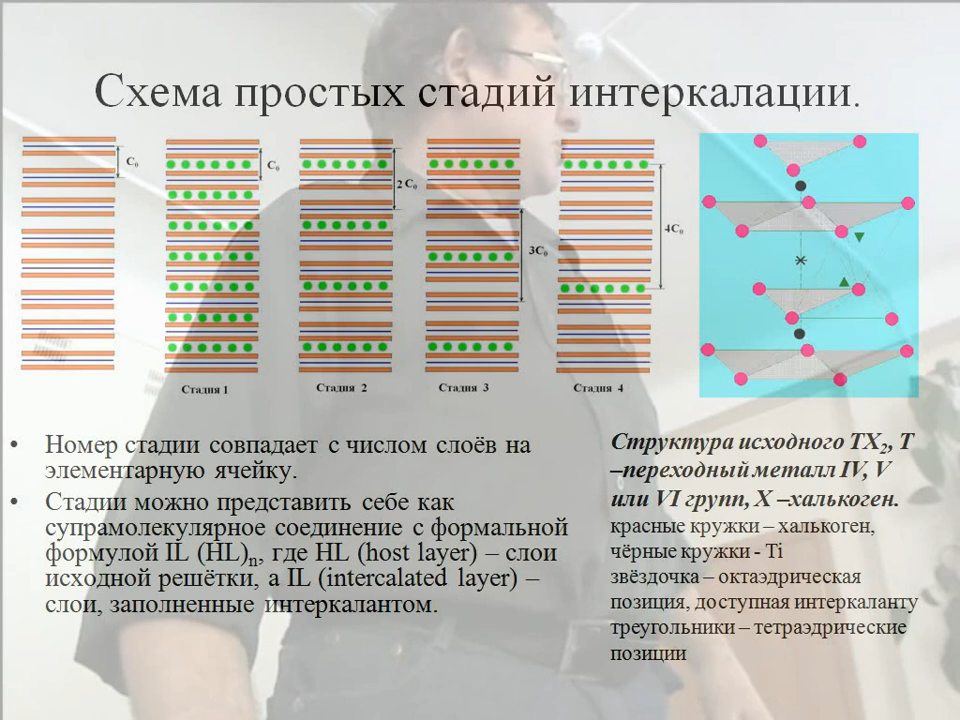 Схема простых стадий интеркалации.
C₀
C₀
2 C₀
3C₀
4C₀
Стадия 1
Стадия 2
Стадия 3
Стадия 4
• Номер стадии совпадает с числом слоёв на
элементарную ячейку.
• Стадии можно представить себе как
супрамолекулярное соединение с формальной
формулой IL (HL)ₙ, где HL (host layer) – слои
исходной решётки, а IL (intercalated layer) –
слои, заполненные интеркалантом.
Структура исходного TX₂, T
–переходный металл IV, V
или VI групп, X –халькоген.
красные кружки – халькоген,
чёрные кружки - Ti
звёздочка – октаэдрическая
позиция, доступная интеркаланту
треугольники – тетраэдрические
позиции